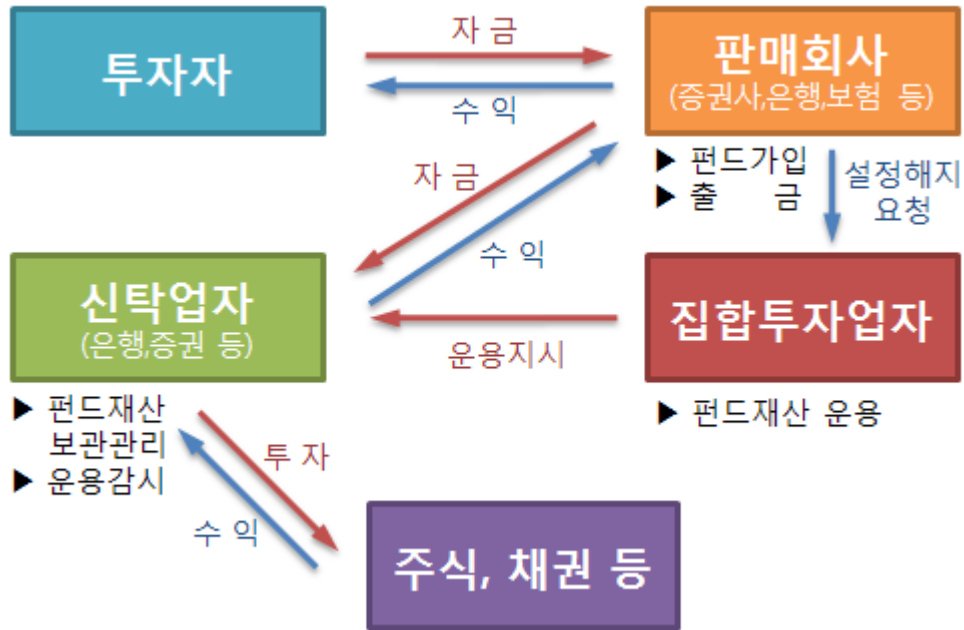 투자자
자 금
수 익
판매회사
(증권사,은행,보험 등)
▶ 펀드가입
▶ 출 금
설정해지
요청
자 금
수 익
신탁업자
(은행,증권 등)
운용지시
집합투자업자
▶ 펀드재산
보관관리
▶ 운용감시
▶ 펀드재산 운용
투 자
수 익
주식, 채권 등